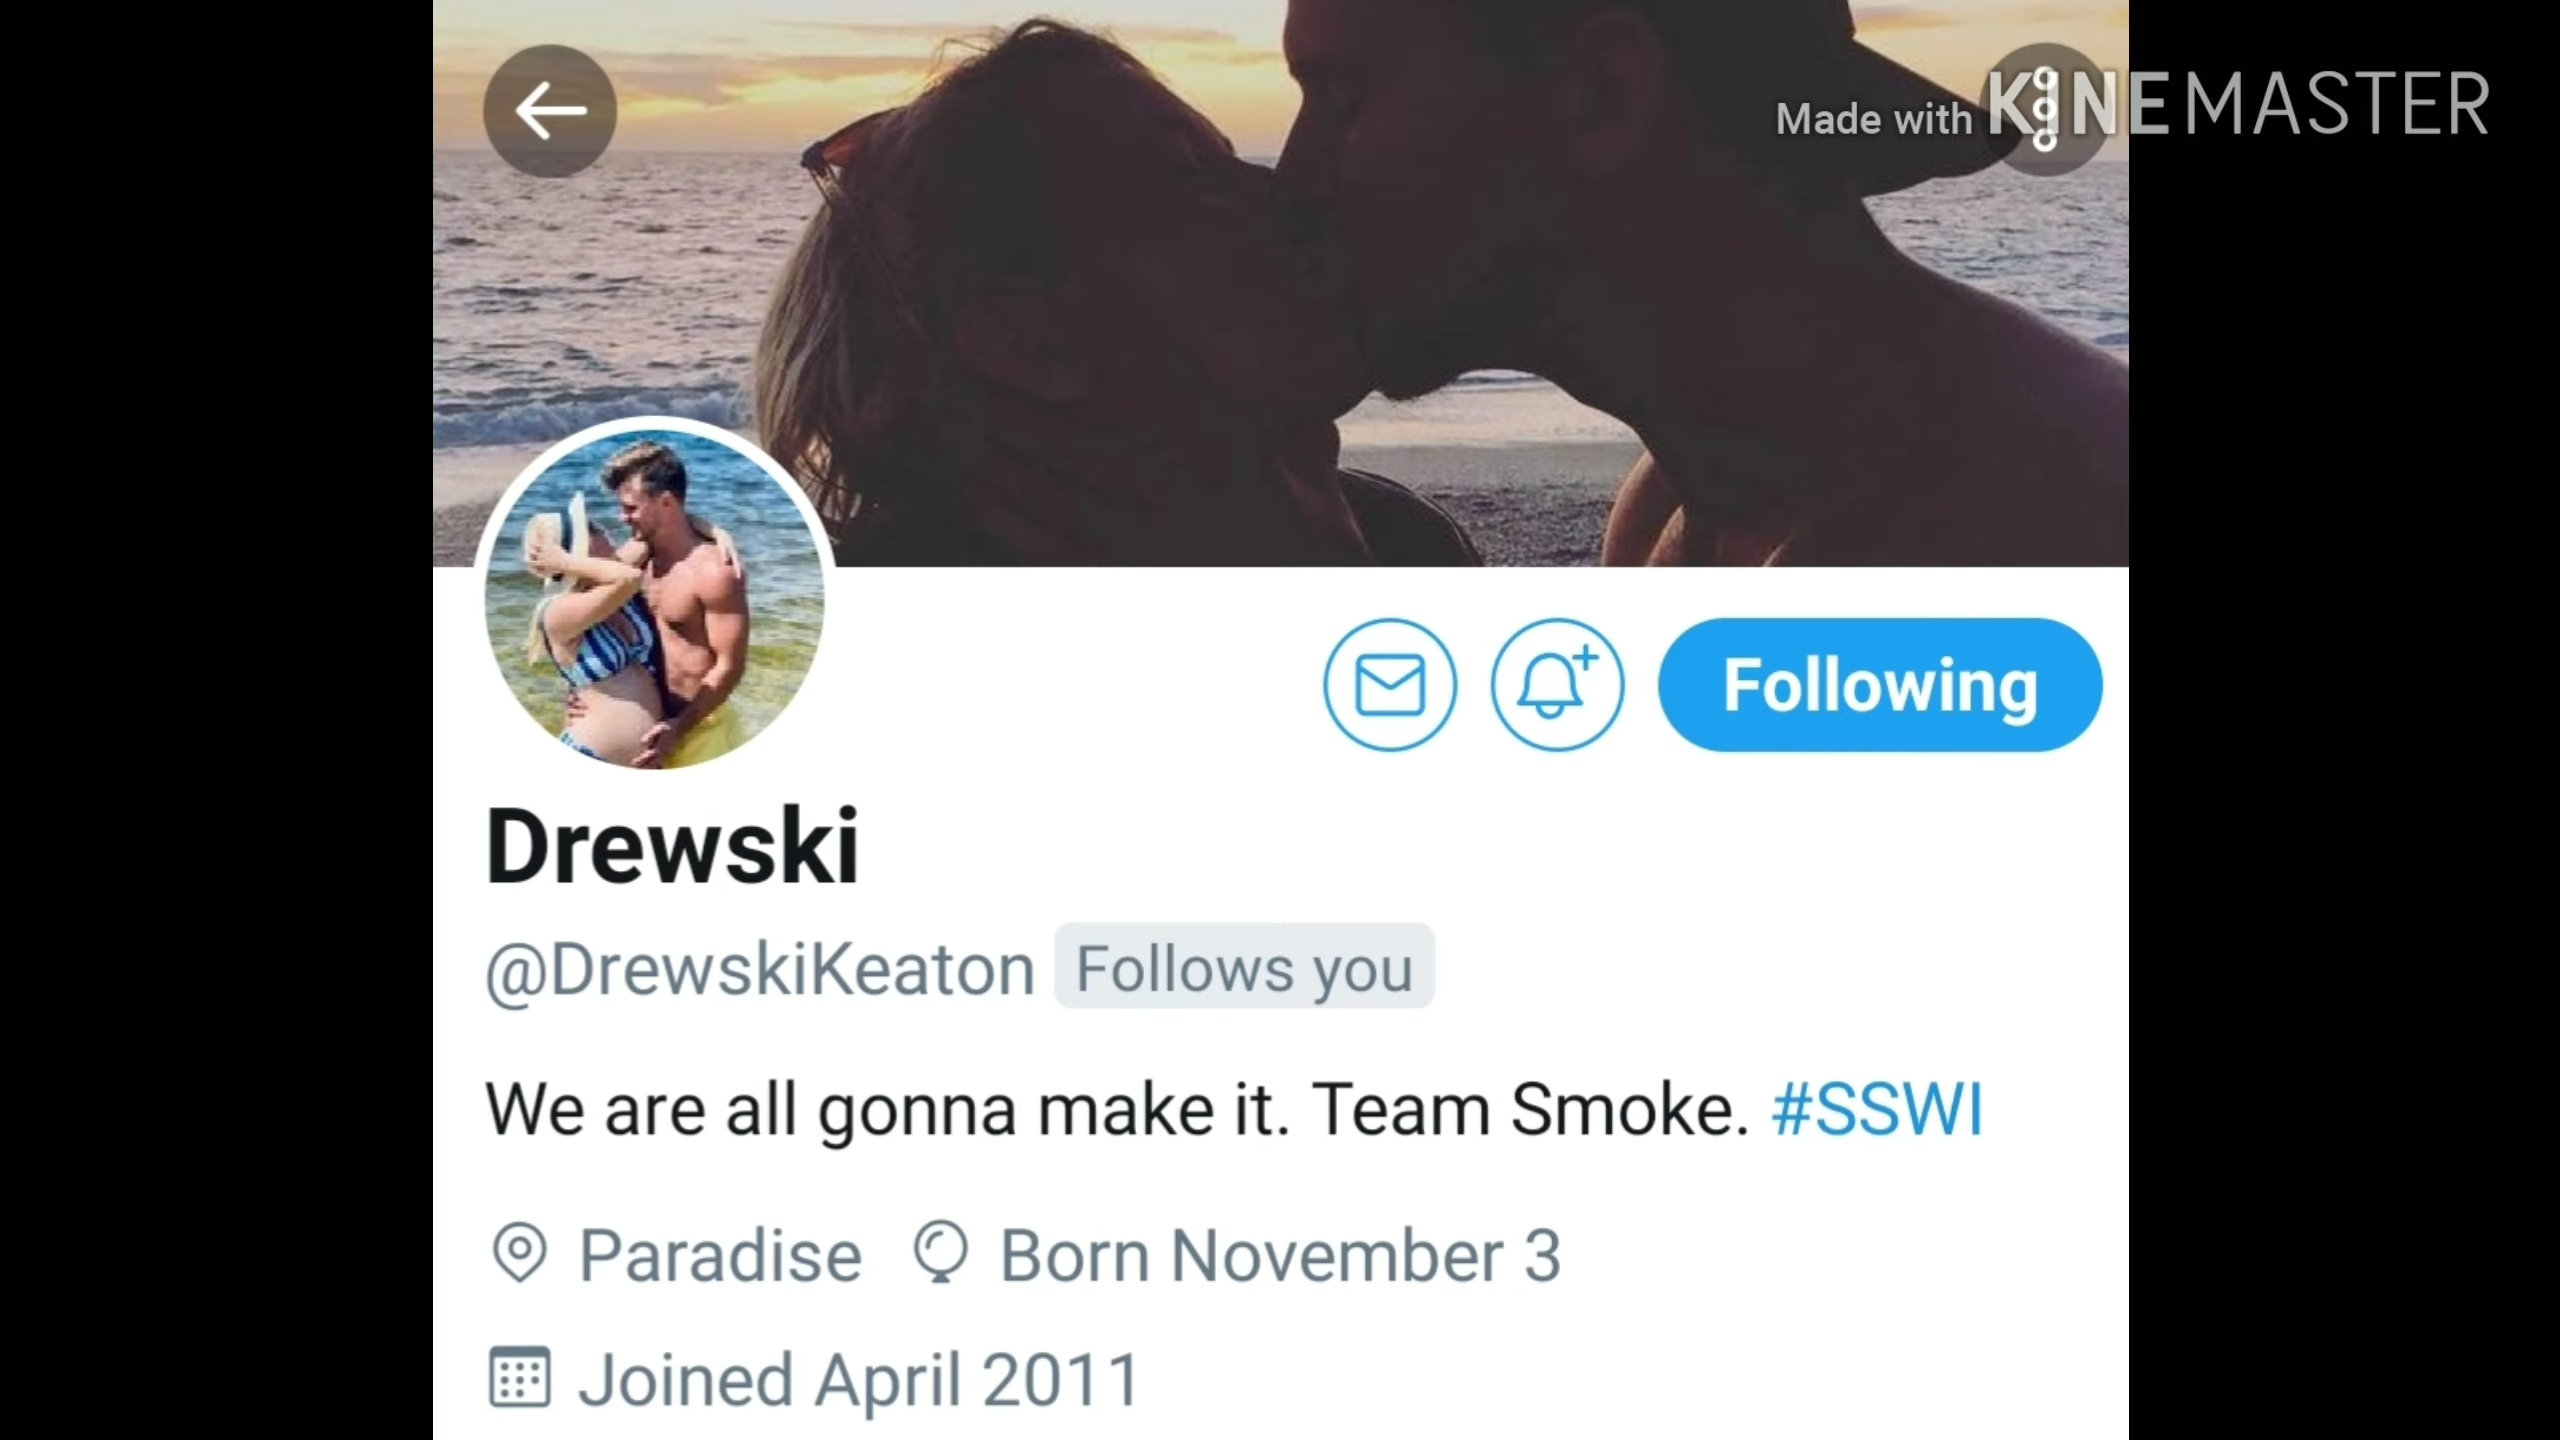 Made with KINEMASTER
Following
Drewski
@DrewskiKeaton Follows you
We are all gonna make it. Team Smoke. #SSWI
Paradise Born November 3
Joined April 2011